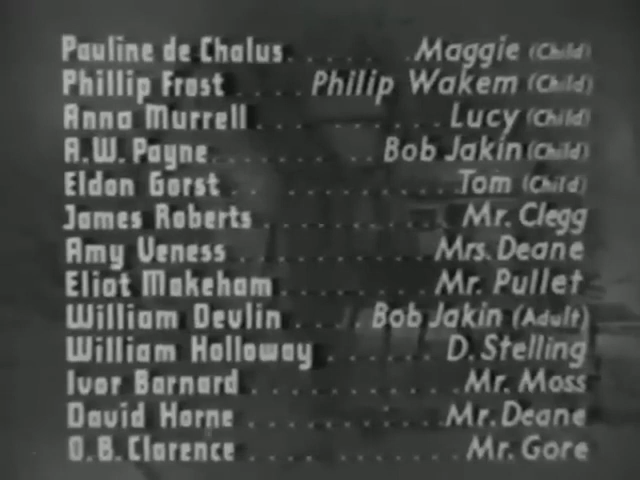 Pauline de Chalus . . . . . . Maggie (Child)
Phillip Frost . . . . Philip Wakem (Child)
Anna Murrell . . . . . . . . . . Lucy (Child)
A.W. Payne . . . . . . . . . Bob Jakin (Child)
Eldon Gorst . . . . . . . . . . . Tom (Child)
James Roberts . . . . . . . . . . Mr. Clegg
Amy Veness . . . . . . . . . . Mrs. Deane
Eliot Makeham . . . . . . . . . Mr. Pullet
William Devlin . . . . Bob Jakin (Adult)
William Holloway . . . . . . . D. Stelling
Ivor Barnard . . . . . . . . . . . Mr. Moss
David Horne . . . . . . . . . . . Mr. Deane
O.B. Clarence . . . . . . . . . . . Mr. Gore